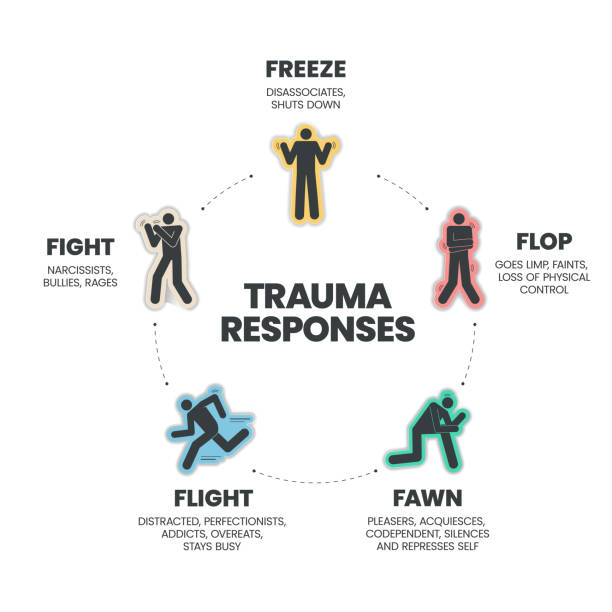 FREEZE
DISASSOCIATES,
SHUTS DOWN
FIGHT
NARCISSISTS,
BULLIES, RAGES
FLOP
GOES LIMP, FAINTS,
LOSS OF PHYSICAL
CONTROL
TRAUMA
RESPONSES
FLIGHT
DISTRACTED, PERFECTIONISTS,
ADDICTS, OVEREATS,
STAYS BUSY
FAWN
PLEASERS, ACQUIESCES,
CODEPENDENT, SILENCES
AND REPRESSES SELF